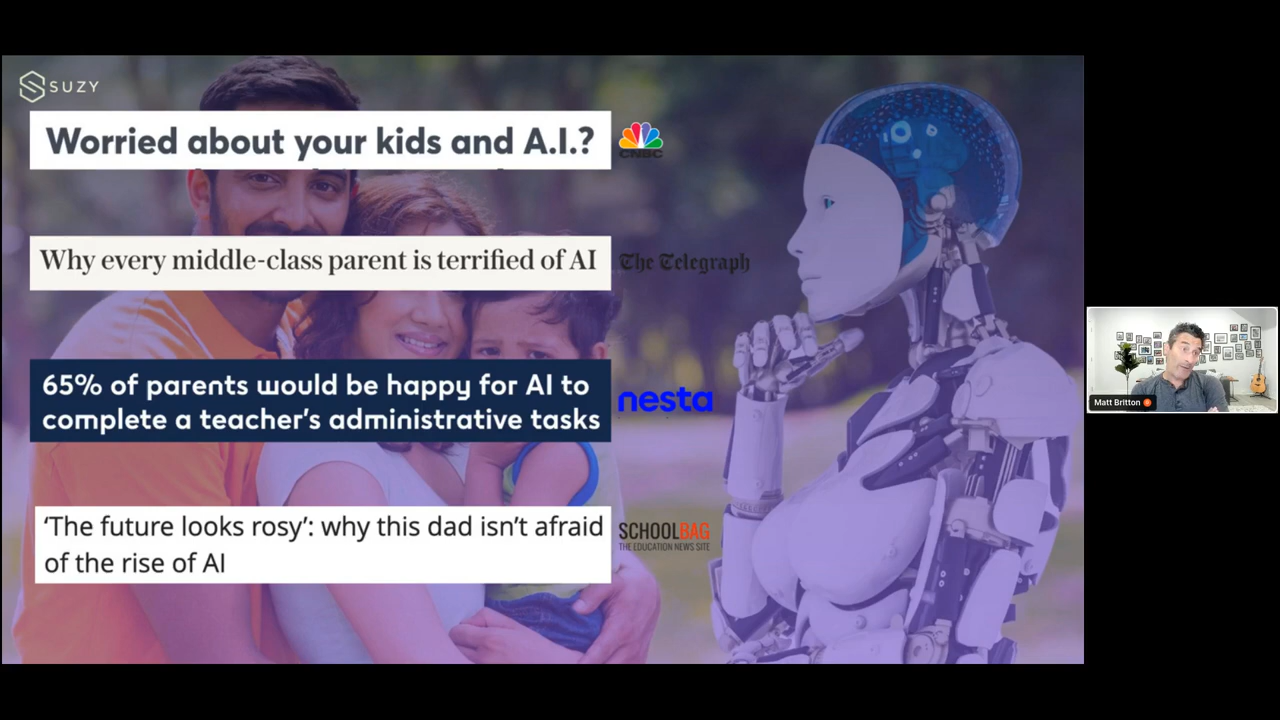 SUZY
Worried about your kids and A.I.?
CNBC
Why every middle-class parent is terrified of AI
The Telegraph
65% of parents would be happy for AI to
complete a teacher's administrative tasks
nesta
‘The future looks rosy’: why this dad isn’t afraid
of the rise of AI
SCHOOLBAG
THE EDUCATION NEWS SITE
Matt Britton